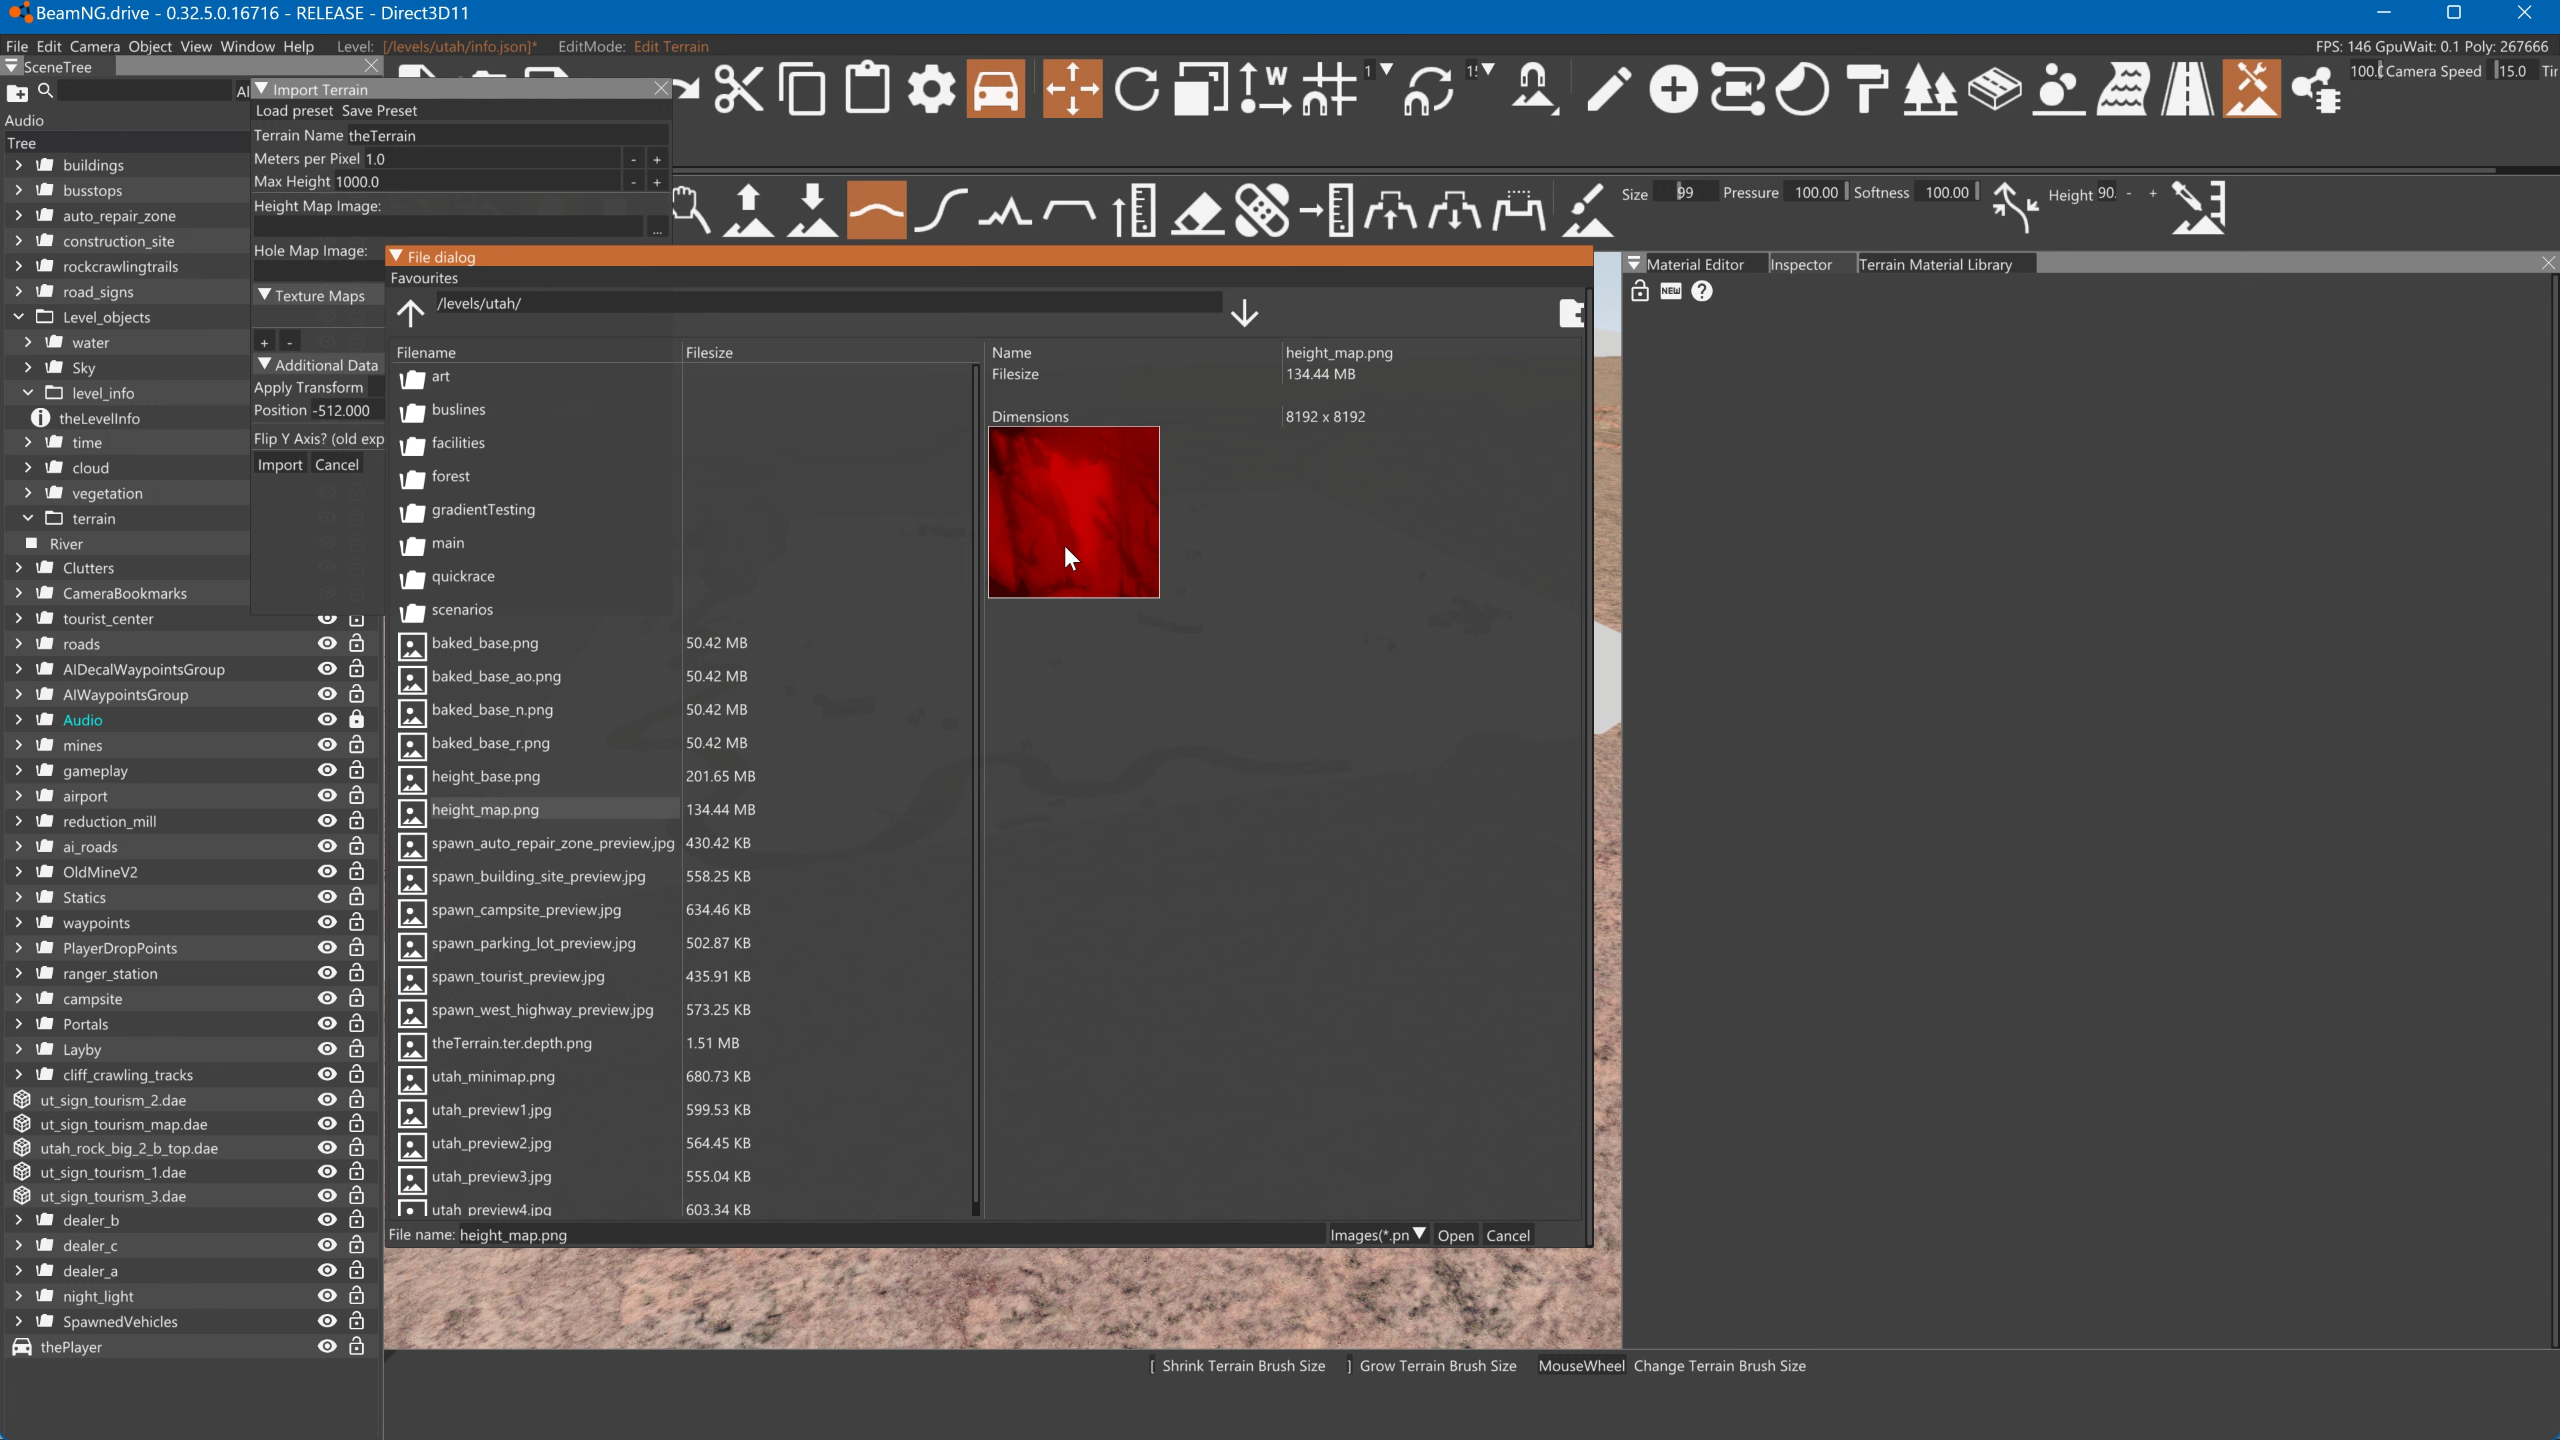 BeamNG.drive - 0.32.5.0.16716 - RELEASE - Direct3D11
File Edit Camera Object View Window Help Level: [/levels/utah/info.json]* EditMode: Edit Terrain
FPS: 146 GpuWait: 0.1 Poly: 267666
SceneTree
100.( Camera Speed 15.0 Tir
W
1
1!
Al
Audio
Tree
buildings
busstops
auto_repair_zone
construction_site
rockcrawlingtrails
road_signs
Level_objects
water
Sky
level_info
theLevelInfo
time
cloud
vegetation
terrain
River
Clutters
CameraBookmarks
tourist_center
roads
AIDecalWaypointsGroup
AIWaypointsGroup
Audio
mines
gameplay
airport
reduction_mill
ai_roads
OldMineV2
Statics
waypoints
PlayerDropPoints
ranger_station
campsite
Portals
Layby
cliff_crawling_tracks
ut_sign_tourism_2.dae
ut_sign_tourism_map.dae
utah_rock_big_2_b_top.dae
ut_sign_tourism_1.dae
ut_sign_tourism_3.dae
dealer_b
dealer_c
dealer_a
night_light
SpawnedVehicles
thePlayer
Import Terrain
Load preset Save Preset
Terrain Name theTerrain
Meters per Pixel 1.0 - +
Max Height 1000.0 - +
Height Map Image:
...
Hole Map Image:
Texture Maps
+ -
Additional Data
Apply Transform
Position -512.000
Flip Y Axis? (old exp
Import Cancel
Size 99 Pressure 100.00 Softness 100.00 Height 90. - +
File dialog
Favourites
/levels/utah/
Filename Filesize
art
buslines
facilities
forest
gradientTesting
main
quickrace
scenarios
baked_base.png 50.42 MB
baked_base_ao.png 50.42 MB
baked_base_n.png 50.42 MB
baked_base_r.png 50.42 MB
height_base.png 201.65 MB
height_map.png 134.44 MB
spawn_auto_repair_zone_preview.jpg 430.42 KB
spawn_building_site_preview.jpg 558.25 KB
spawn_campsite_preview.jpg 634.46 KB
spawn_parking_lot_preview.jpg 502.87 KB
spawn_tourist_preview.jpg 435.91 KB
spawn_west_highway_preview.jpg 573.25 KB
theTerrain.ter.depth.png 1.51 MB
utah_minimap.png 680.73 KB
utah_preview1.jpg 599.53 KB
utah_preview2.jpg 564.45 KB
utah_preview3.jpg 555.04 KB
utah_preview4.jpg 603.34 KB
Name height_map.png
Filesize 134.44 MB
Dimensions 8192 x 8192
File name: height_map.png Images(*.pn Open Cancel
Material Editor Inspector Terrain Material Library
NEW ?
[ Shrink Terrain Brush Size ] Grow Terrain Brush Size MouseWheel Change Terrain Brush Size